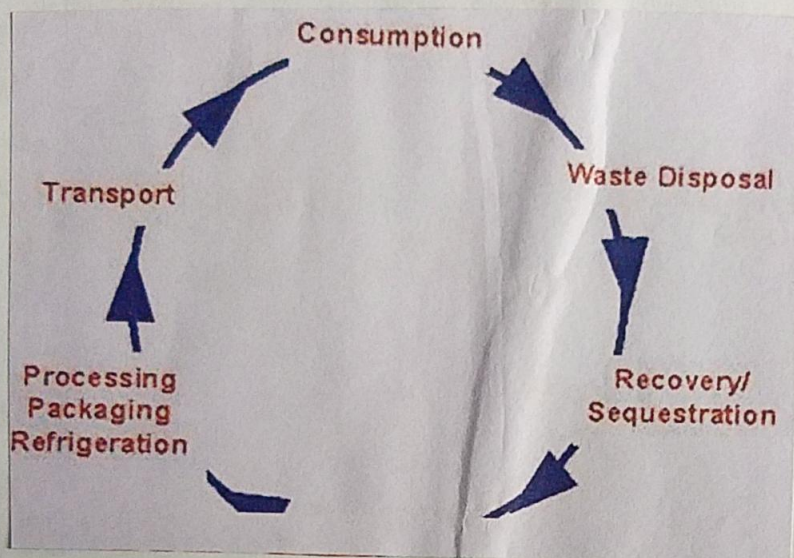 Consumption
Waste Disposal
Transport
Processing
Packaging
Refrigeration
Recovery/
Sequestration